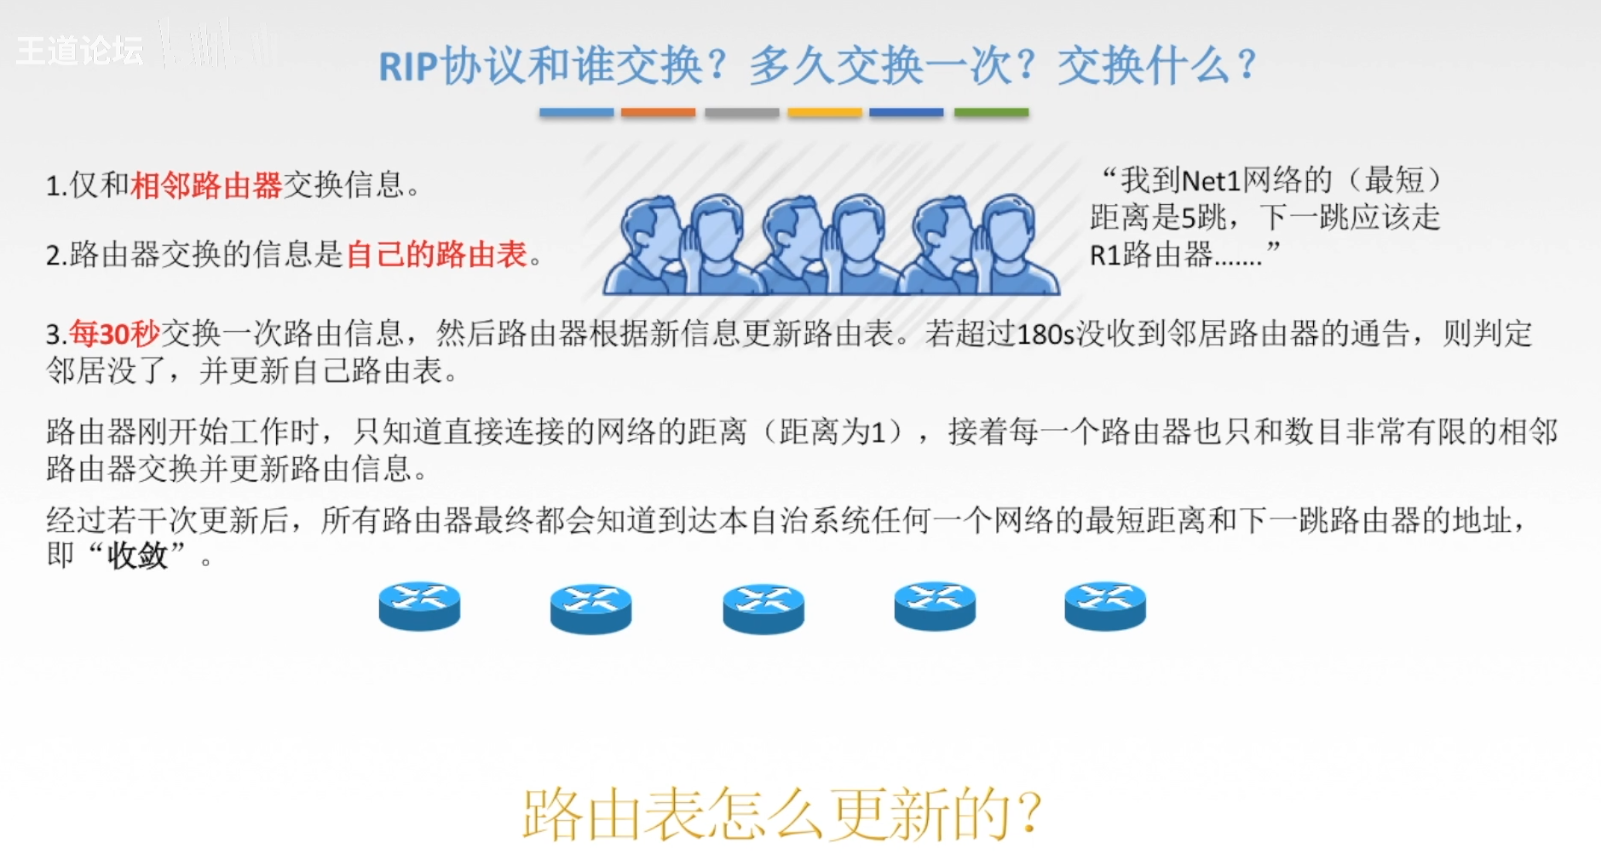 王道论坛
RIP协议和谁交换？多久交换一次？交换什么？
1.仅和相邻路由器交换信息。
2.路由器交换的信息是自己的路由表。
“我到Net1网络的（最短）
距离是5跳，下一跳应该走
R1路由器.......”
3.每30秒交换一次路由信息，然后路由器根据新信息更新路由表。若超过180s没收到邻居路由器的通告，则判定
邻居没了，并更新自己路由表。
路由器刚开始工作时，只知道直接连接的网络的距离（距离为1），接着每一个路由器也只和数目非常有限的相邻
路由器交换并更新路由信息。
经过若干次更新后，所有路由器最终都会知道到达本自治系统任何一个网络的最短距离和下一跳路由器的地址，
即“收敛”。
路由表怎么更新的？